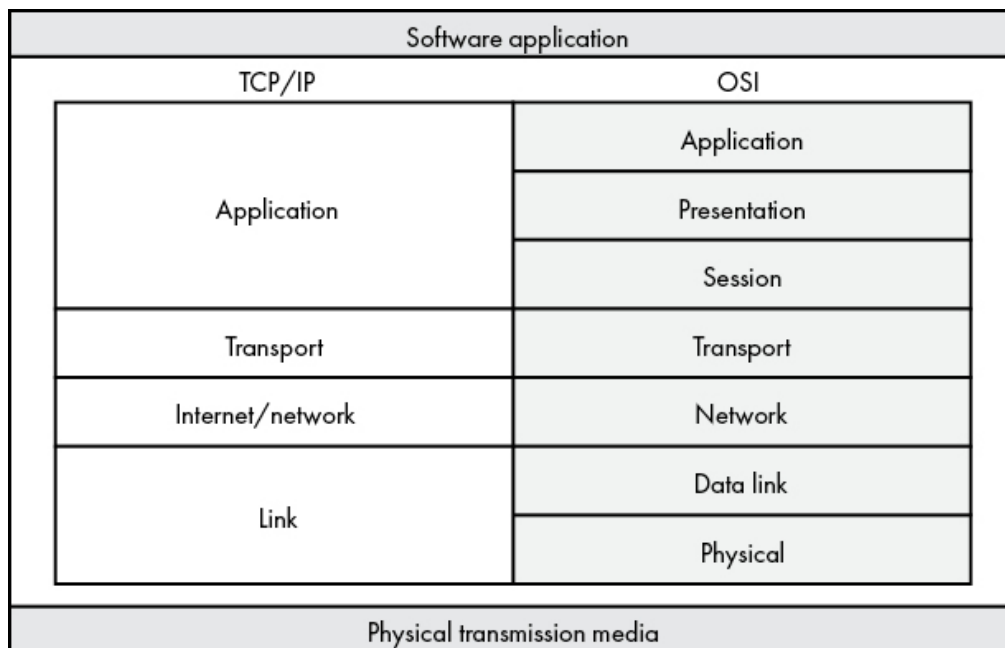 Software application
TCP/IP
OSI
Application
Application
Presentation
Session
Transport
Transport
Internet/network
Network
Link
Data link
Physical
Physical transmission media